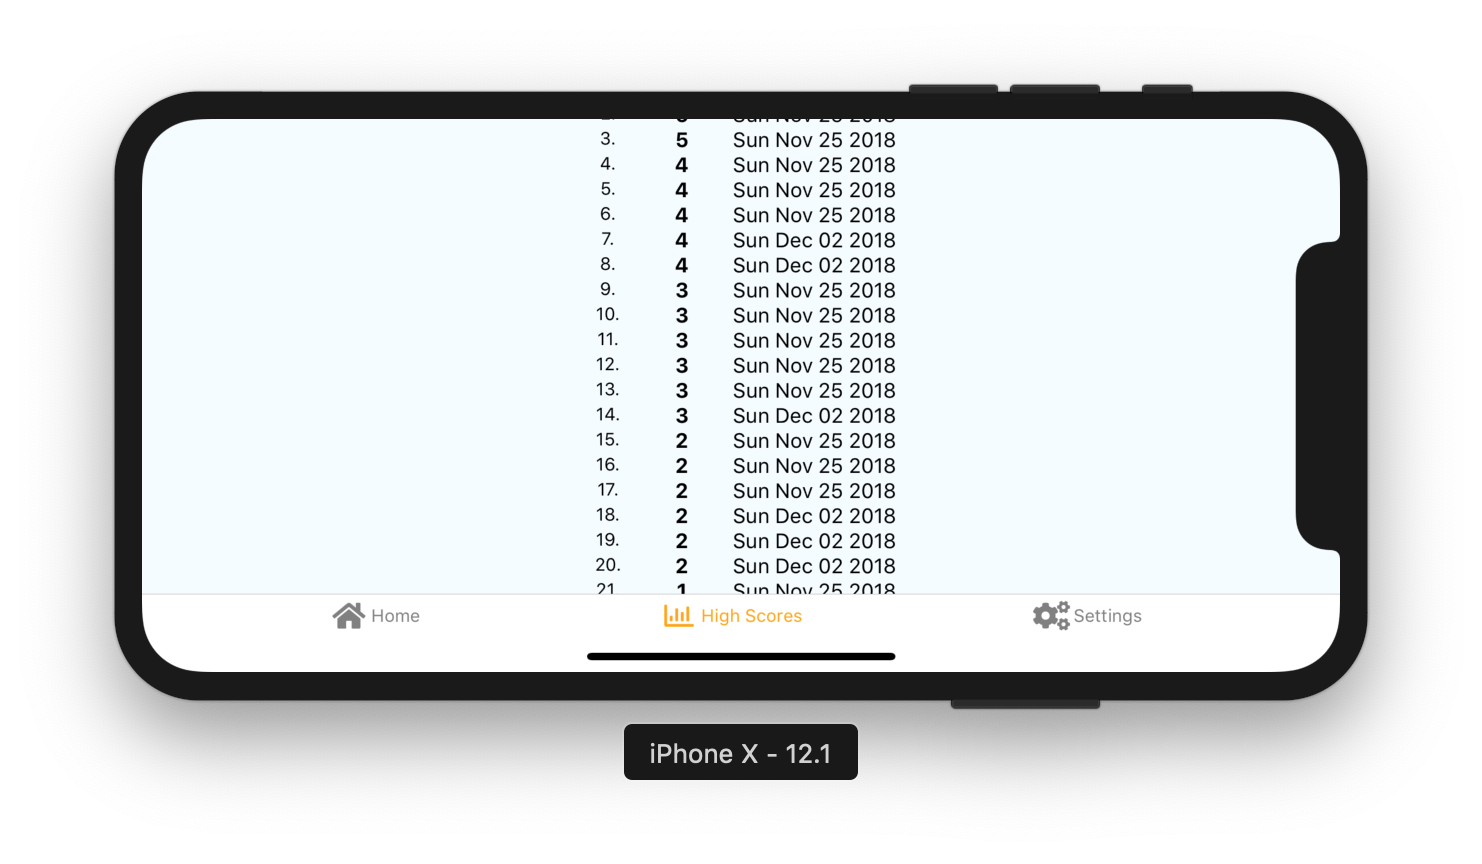 3. 5 Sun Nov 25 2018
4. 4 Sun Nov 25 2018
5. 4 Sun Nov 25 2018
6. 4 Sun Nov 25 2018
7. 4 Sun Dec 02 2018
8. 4 Sun Dec 02 2018
9. 3 Sun Nov 25 2018
10. 3 Sun Nov 25 2018
11. 3 Sun Nov 25 2018
12. 3 Sun Nov 25 2018
13. 3 Sun Nov 25 2018
14. 3 Sun Dec 02 2018
15. 2 Sun Nov 25 2018
16. 2 Sun Nov 25 2018
17. 2 Sun Nov 25 2018
18. 2 Sun Dec 02 2018
19. 2 Sun Dec 02 2018
20. 2 Sun Dec 02 2018
21. 1 Sun Nov 25 2018
Home High Scores Settings
iPhone X - 12.1